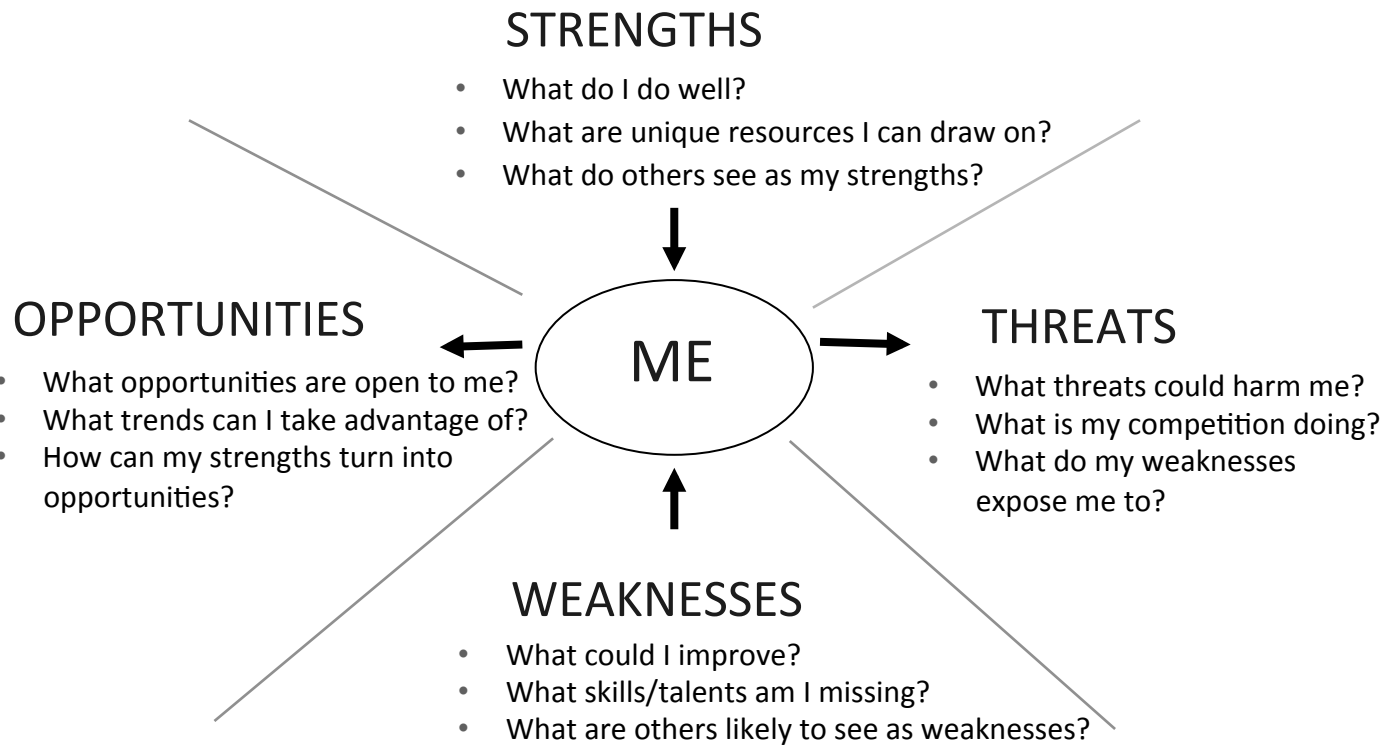 STRENGTHS
• What do I do well?
• What are unique resources I can draw on?
• What do others see as my strengths?
OPPORTUNITIES
• What opportunities are open to me?
• What trends can I take advantage of?
• How can my strengths turn into
opportunities?
ME
THREATS
• What threats could harm me?
• What is my competition doing?
• What do my weaknesses
expose me to?
WEAKNESSES
• What could I improve?
• What skills/talents am I missing?
• What are others likely to see as weaknesses?